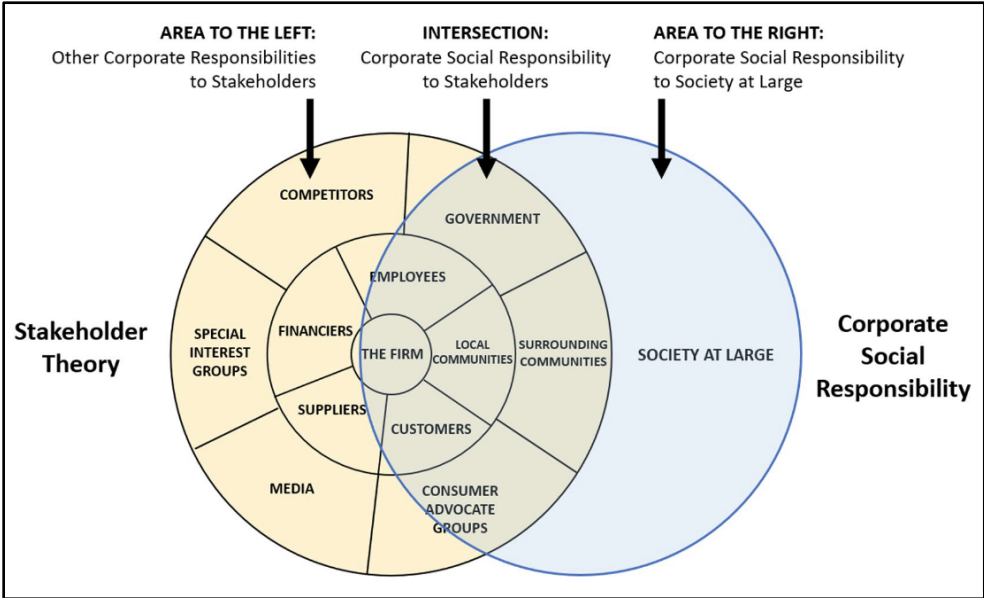 AREA TO THE LEFT:
Other Corporate Responsibilities
to Stakeholders
INTERSECTION:
Corporate Social Responsibility
to Stakeholders
AREA TO THE RIGHT:
Corporate Social Responsibility
to Society at Large
Stakeholder
Theory
COMPETITORS
GOVERNMENT
EMPLOYEES
SPECIAL
INTEREST
GROUPS
FINANCIERS
THE FIRM
LOCAL
COMMUNITIES
SURROUNDING
COMMUNITIES
SOCIETY AT LARGE
SUPPLIERS
CUSTOMERS
MEDIA
CONSUMER
ADVOCATE
GROUPS
Corporate
Social
Responsibility